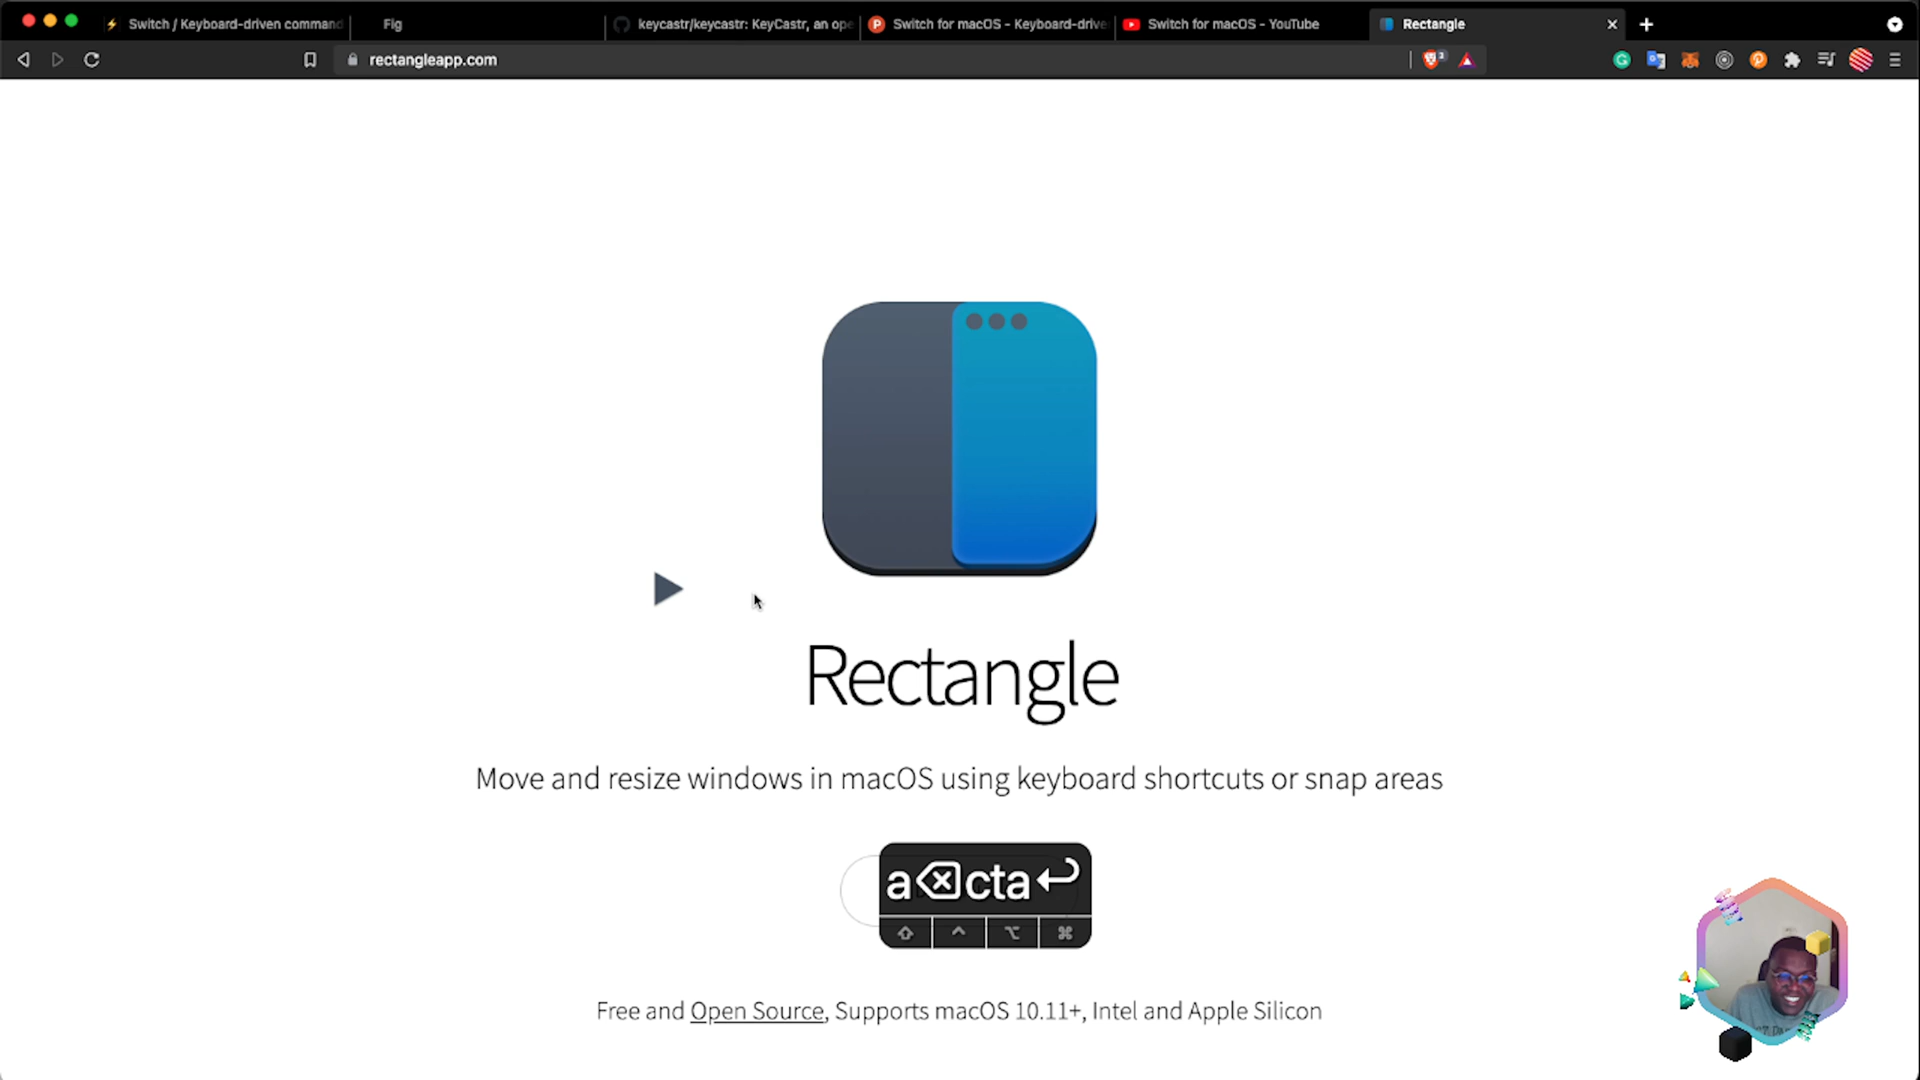 Switch / Keyboard-driven command
Fig
keycastr/keycastr: KeyCastr, an ope
Switch for macOS - Keyboard-drive
Switch for macOS - YouTube
Rectangle
rectangleapp.com
3
Rectangle
Move and resize windows in macOS using keyboard shortcuts or snap areas
a⌫cta↩
⇧ ⌃ ⌥ ⌘
Free and Open Source, Supports macOS 10.11+, Intel and Apple Silicon